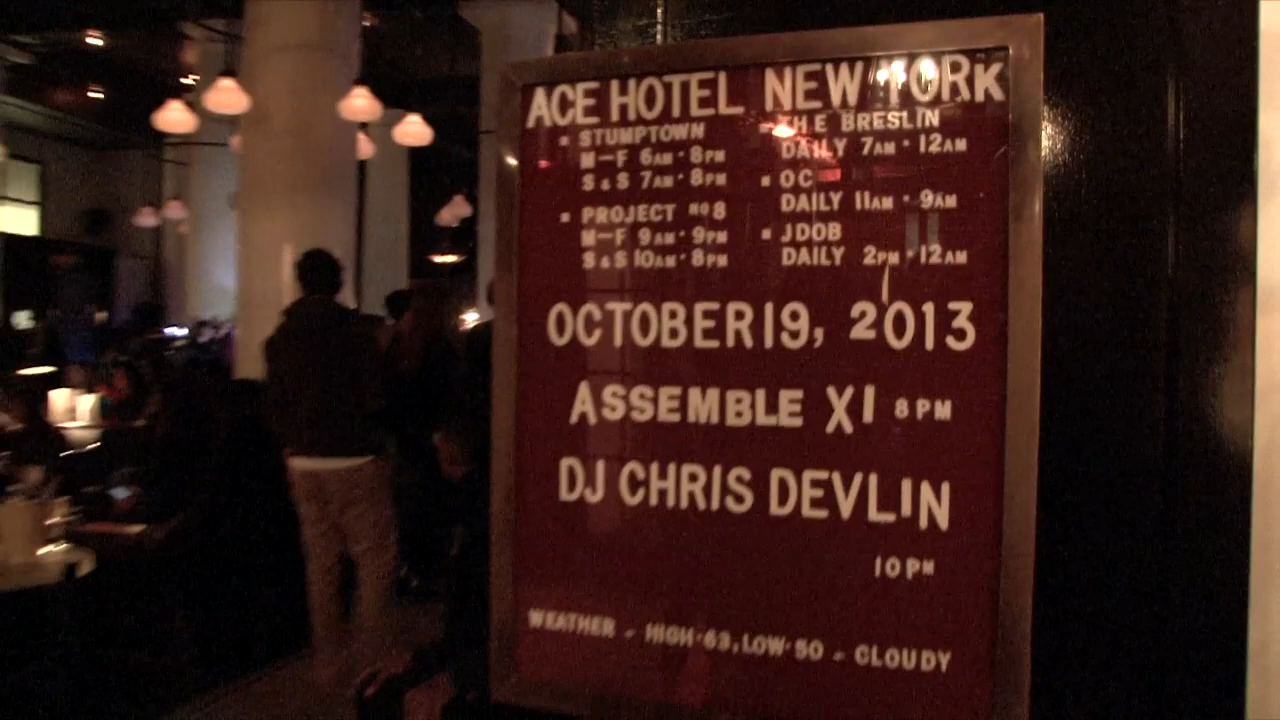 ACE HOTEL NEW YORK
▪ STUMPTOWN
M-F 6AM · 8PM
S & S 7AM · 8PM
▪ PROJECT No 8
M-F 9AM · 9PM
S & S 10AM · 8PM
▪ THE BRESLIN
DAILY 7AM · 12AM
▪ OC
DAILY 11AM · 9AM
▪ JDOB
DAILY 2PM · 12AM
OCTOBER 19, 2013
ASSEMBLE XI 8PM
DJ CHRIS DEVLIN
10PM
WEATHER - HIGH·63, LOW·50 - CLOUDY